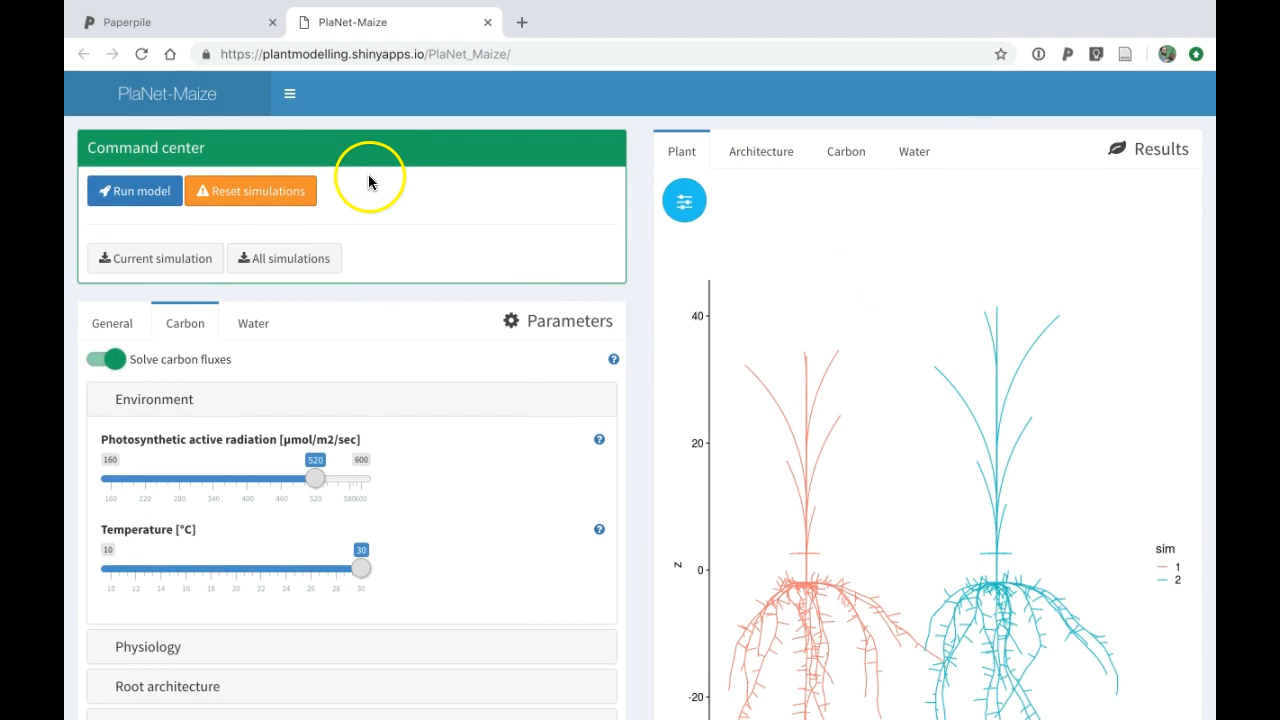 Paperpile
PlaNet-Maize
https://plantmodelling.shinyapps.io/PlaNet_Maize/
PlaNet-Maize
Command center
Run model
Reset simulations
Current simulation
All simulations
General
Carbon
Water
Parameters
Solve carbon fluxes
Environment
Photosynthetic active radiation [µmol/m2/sec]
160
520
600
160 220 280 340 400 460 520 580600
Temperature [°C]
10
30
10 12 14 16 18 20 22 24 26 28 30
Physiology
Root architecture
Plant
Architecture
Carbon
Water
Results
40
20
z
0
-20
sim
1
2